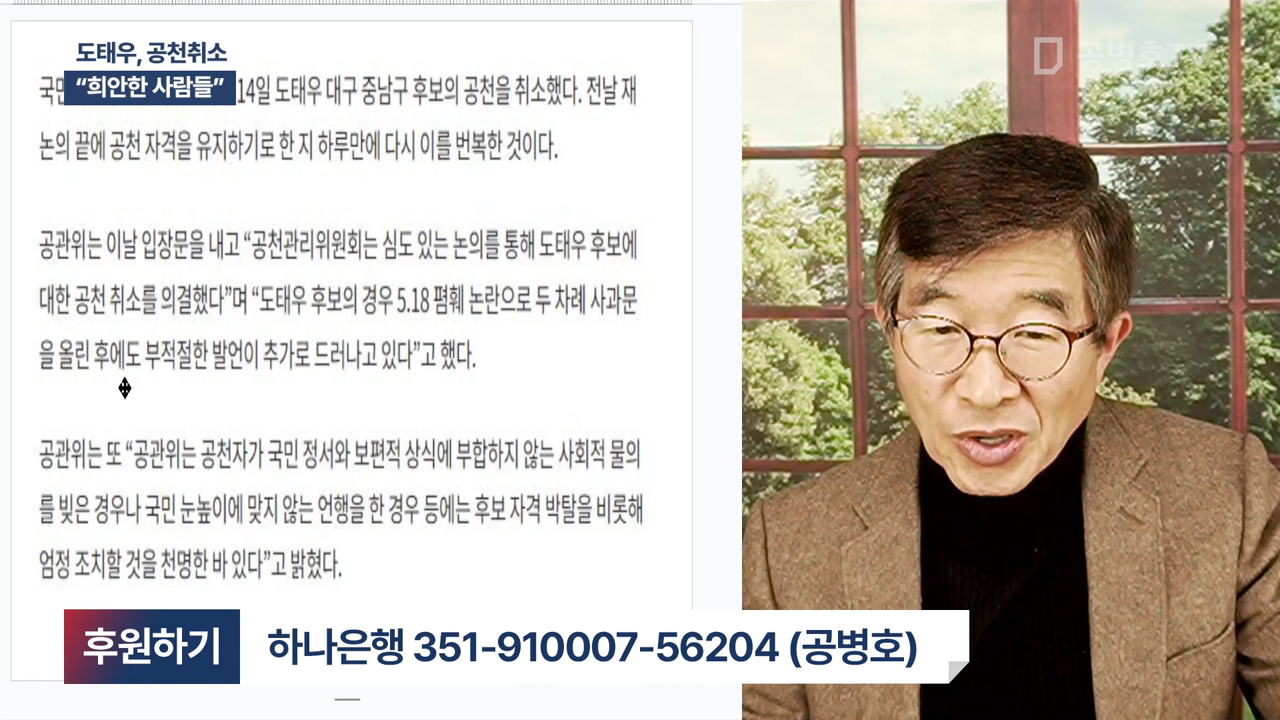 도태우, 공천취소
“희안한 사람들”
14일 도태우 대구 중남구 후보의 공천을 취소했다. 전날 재
논의 끝에 공천 자격을 유지하기로 한 지 하루만에 다시 이를 번복한 것이다.
공관위는 이날 입장문을 내고 “공천관리위원회는 심도 있는 논의를 통해 도태우 후보에
대한 공천 취소를 의결했다”며 “도태우 후보의 경우 5.18 폄훼 논란으로 두 차례 사과문
을 올린 후에도 부적절한 발언이 추가로 드러나고 있다”고 했다.
공관위는 또 “공관위는 공천자가 국민 정서와 보편적 상식에 부합하지 않는 사회적 물의
를 빚은 경우나 국민 눈높이에 맞지 않는 언행을 한 경우 등에는 후보 자격 박탈을 비롯해
엄정 조치할 것을 천명한 바 있다”고 밝혔다.
후원하기
하나은행 351-910007-56204 (공병호)